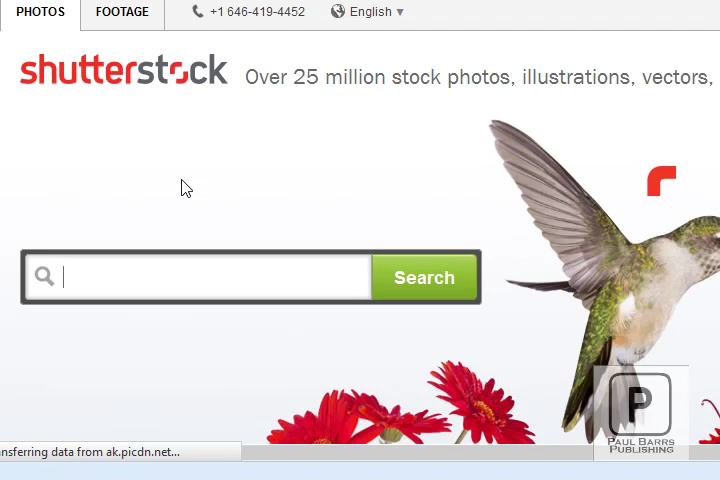 PHOTOS
FOOTAGE
+1 646-419-4452
English
shutterstock
Over 25 million stock photos, illustrations, vectors,
Search
P
PAUL BARRS
PUBLISHING
nsferring data from ak.picdn.net...